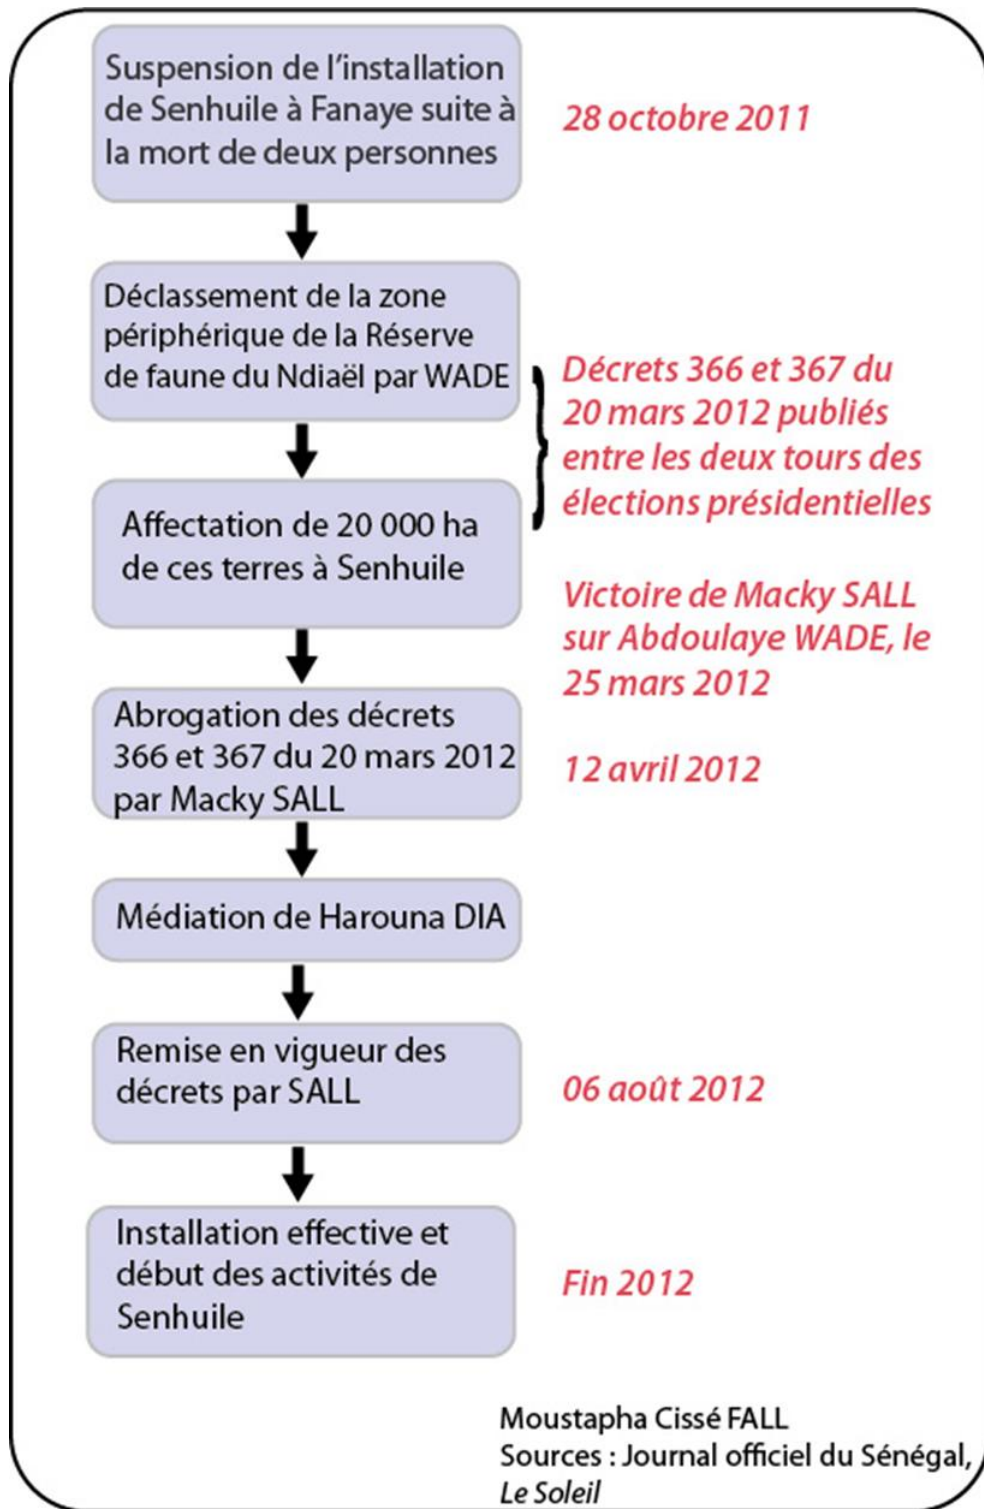 Suspension de l'installation
de Senhuile à Fanaye suite à
la mort de deux personnes
28 octobre 2011
Déclassement de la zone
périphérique de la Réserve
de faune du Ndiaël par WADE
Décrets 366 et 367 du
20 mars 2012 publiés
entre les deux tours des
élections présidentielles
Affectation de 20 000 ha
de ces terres à Senhuile
Victoire de Macky SALL
sur Abdoulaye WADE, le
25 mars 2012
Abrogation des décrets
366 et 367 du 20 mars 2012
par Macky SALL
12 avril 2012
Médiation de Harouna DIA
Remise en vigueur des
décrets par SALL
06 août 2012
Installation effective et
début des activités de
Senhuile
Fin 2012
Moustapha Cissé FALL
Sources : Journal officiel du Sénégal,
Le Soleil